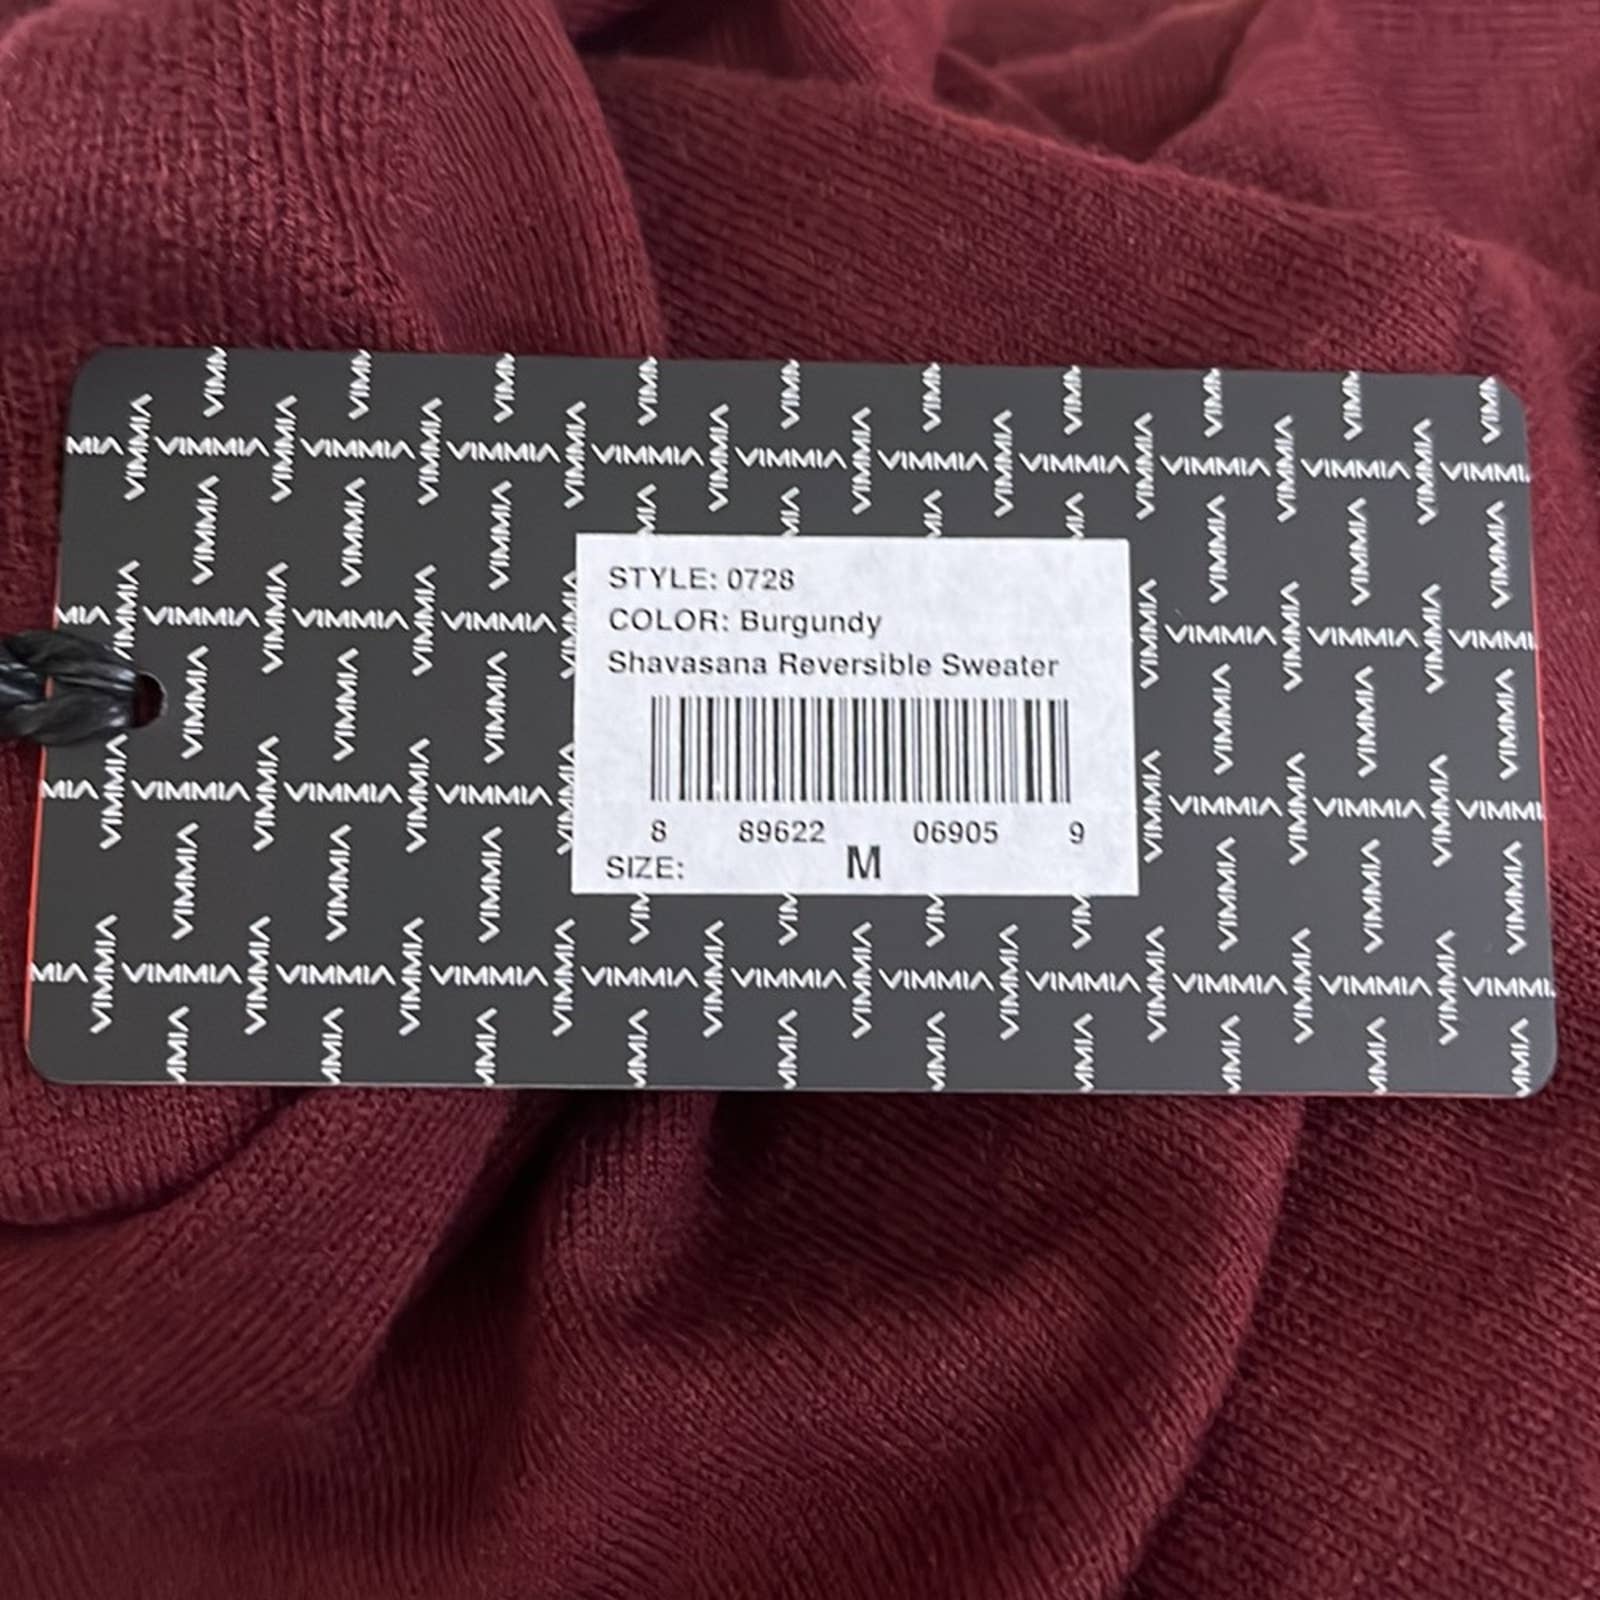 VIMMIA
STYLE: 0728
COLOR: Burgundy
Shavasana Reversible Sweater
8 89622 06905 9
SIZE: M